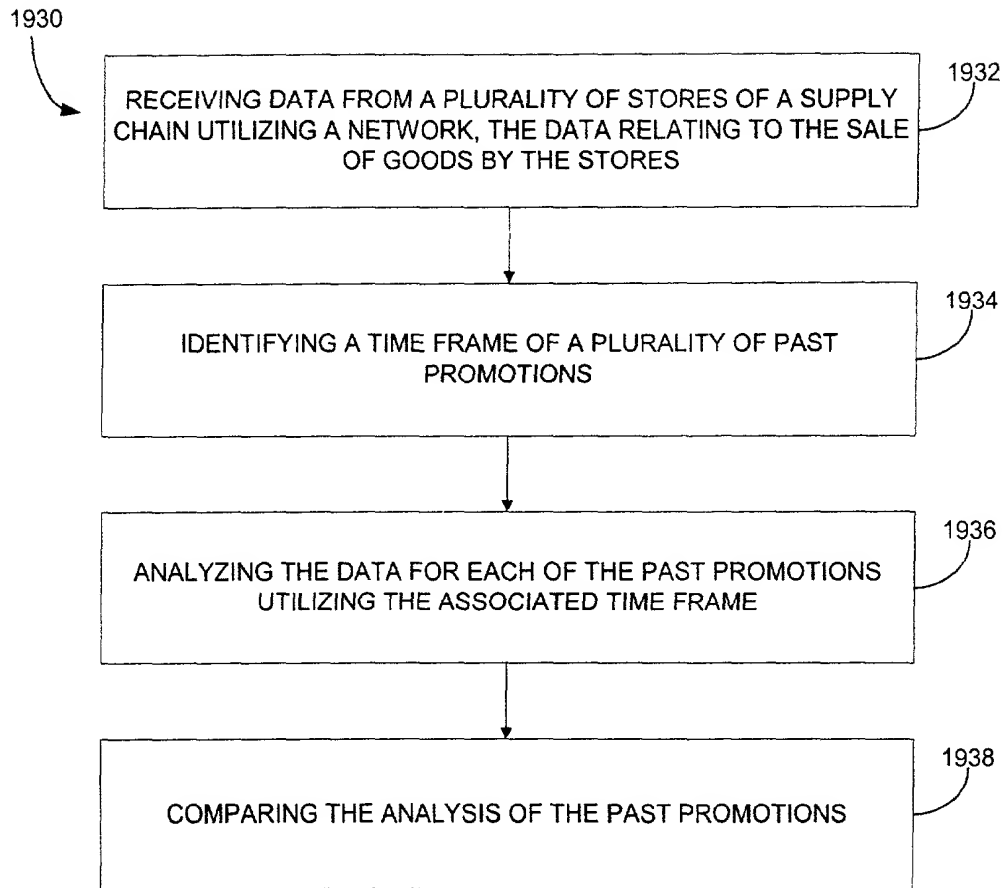 1930
1932
RECEIVING DATA FROM A PLURALITY OF STORES OF A SUPPLY
CHAIN UTILIZING A NETWORK, THE DATA RELATING TO THE SALE
OF GOODS BY THE STORES
1934
IDENTIFYING A TIME FRAME OF A PLURALITY OF PAST
PROMOTIONS
1936
ANALYZING THE DATA FOR EACH OF THE PAST PROMOTIONS
UTILIZING THE ASSOCIATED TIME FRAME
1938
COMPARING THE ANALYSIS OF THE PAST PROMOTIONS